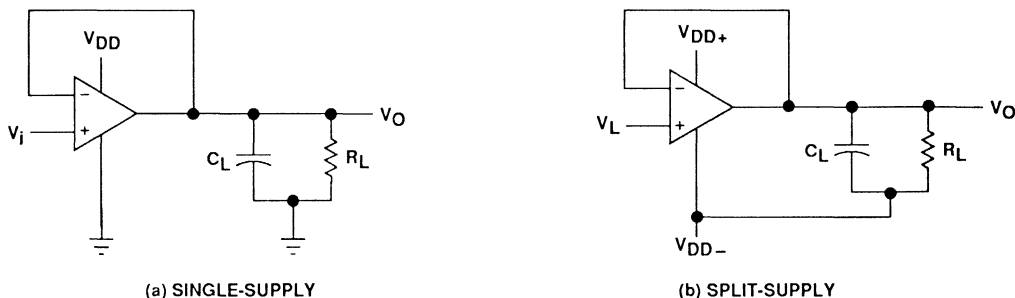 VDD
−
Vi
+
VO
CL
RL
(a) SINGLE-SUPPLY
VDD+
−
VL
+
VO
CL
RL
VDD−
(b) SPLIT-SUPPLY